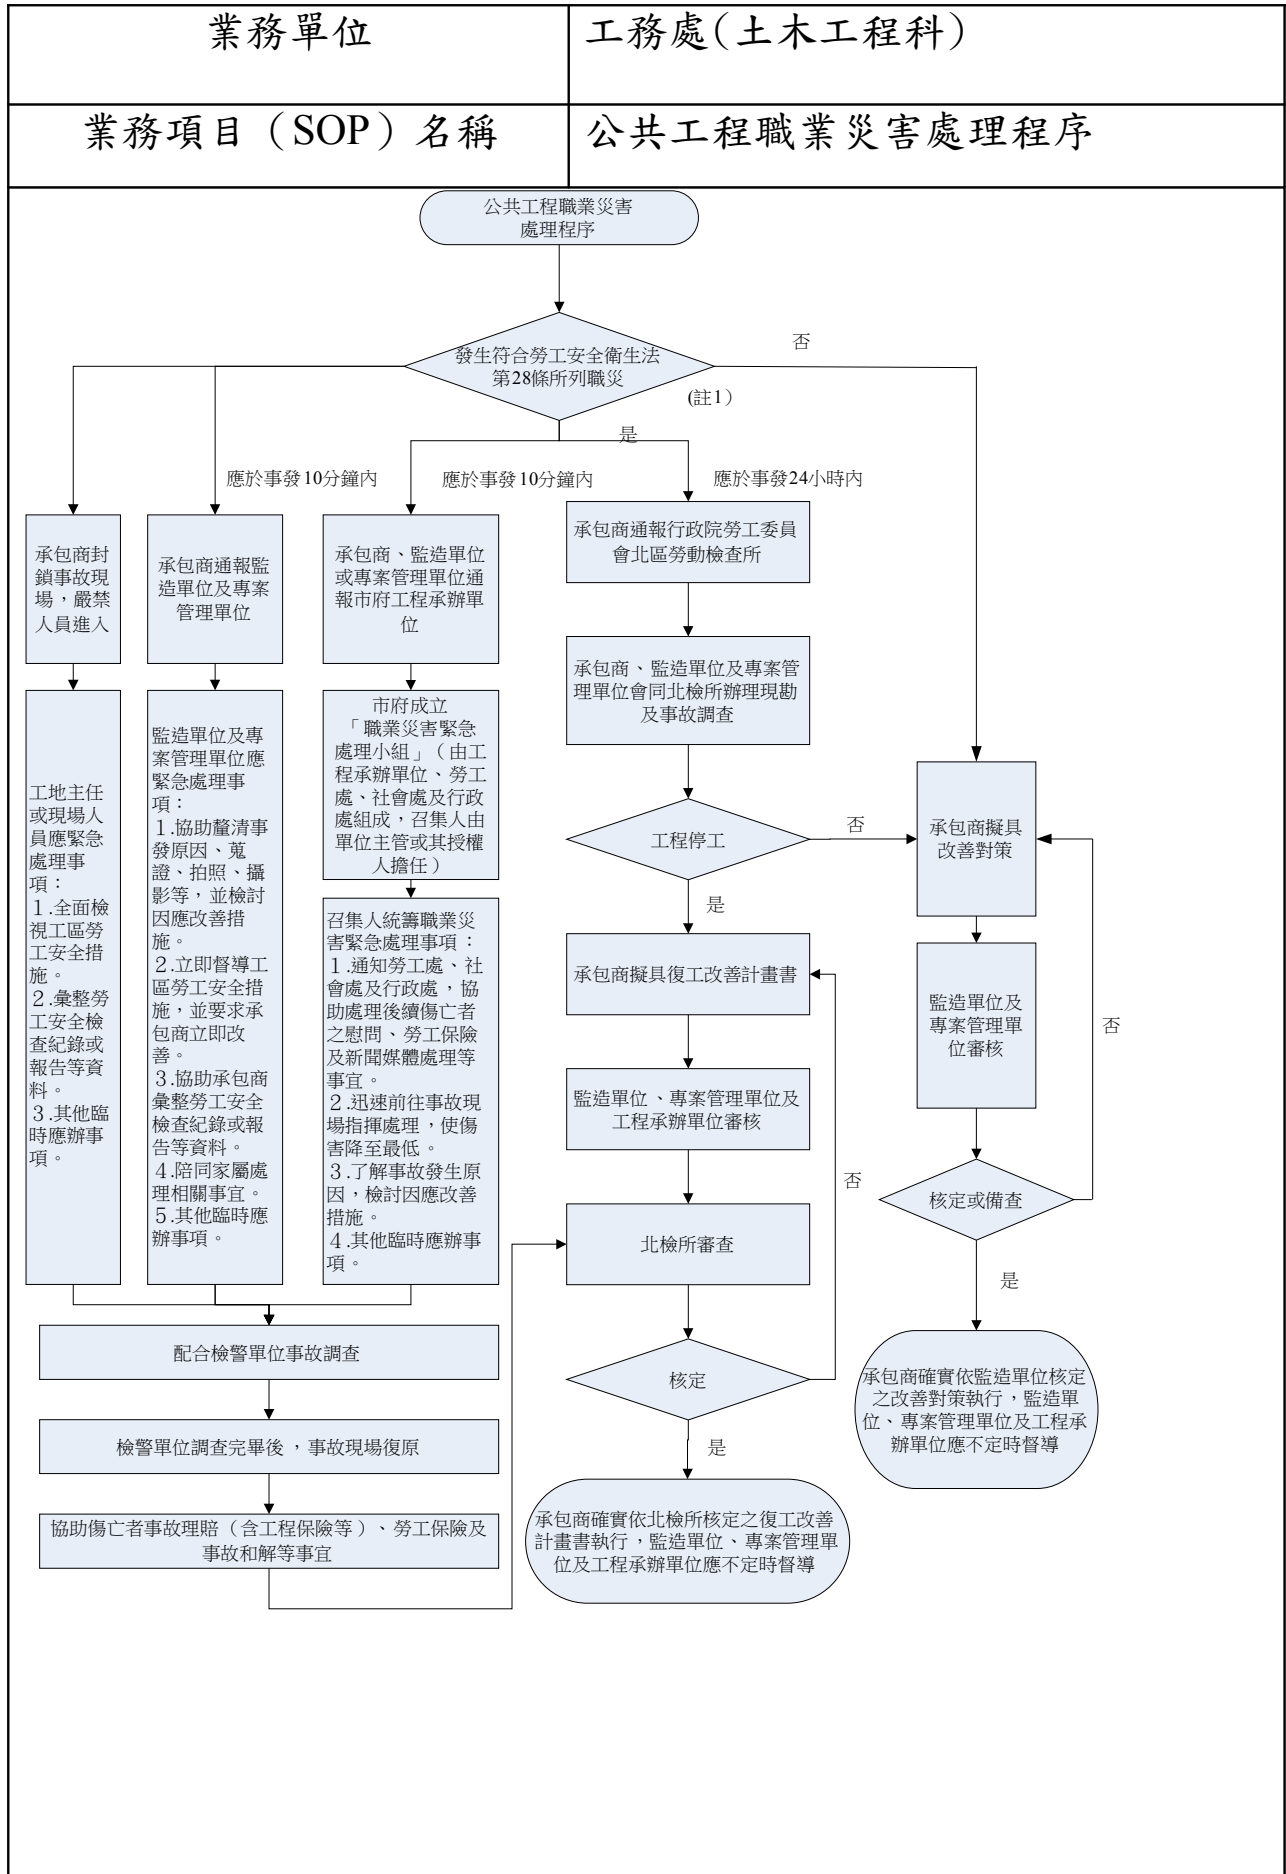 業務單位
工務處(土木工程科)
業務項目（SOP）名稱
公共工程職業災害處理程序
公共工程職業災害
處理程序
發生符合勞工安全衛生法
第28條所列職災
(註1）
否
是
應於事發10分鐘內
應於事發10分鐘內
應於事發24小時內
承包商封
鎖事故現
場，嚴禁
人員進入
承包商通報監
造單位及專案
管理單位
承包商、監造單位
或專案管理單位通
報市府工程承辦單
位
承包商通報行政院勞工委員
會北區勞動檢查所
承包商、監造單位及專案管
理單位會同北檢所辦理現勘
及事故調查
工地主任
或現場人
員應緊急
處理事
項：
１.全面檢
視工區勞
工安全措
施。
２.彙整勞
工安全檢
查紀錄或
報告等資
料。
３.其他臨
時應辦事
項。
監造單位及專
案管理單位應
緊急處理事
項：
１.協助釐清事
發原因、蒐
證、拍照、攝
影等，並檢討
因應改善措
施。
２.立即督導工
區勞工安全措
施，並要求承
包商立即改
善。
３.協助承包商
彙整勞工安全
檢查紀錄或報
告等資料。
４.陪同家屬處
理相關事宜。
５.其他臨時應
辦事項。
市府成立
「職業災害緊急
處理小組」（由工
程承辦單位、勞工
處、社會處及行政
處組成，召集人由
單位主管或其授權
人擔任）
召集人統籌職業災
害緊急處理事項：
１.通知勞工處、社
會處及行政處，協
助處理後續傷亡者
之慰問、勞工保險
及新聞媒體處理等
事宜。
２.迅速前往事故現
場指揮處理，使傷
害降至最低。
３.了解事故發生原
因，檢討因應改善
措施。
４.其他臨時應辦事
項。
工程停工
否
是
承包商擬具
改善對策
承包商擬具復工改善計畫書
監造單位及
專案管理單
位審核
否
監造單位、專案管理單位及
工程承辦單位審核
否
核定或備查
北檢所審查
是
配合檢警單位事故調查
核定
承包商確實依監造單位核定
之改善對策執行，監造單
位、專案管理單位及工程承
辦單位應不定時督導
檢警單位調查完畢後，事故現場復原
是
協助傷亡者事故理賠（含工程保險等）、勞工保險及
事故和解等事宜
承包商確實依北檢所核定之復工改善
計畫書執行，監造單位、專案管理單
位及工程承辦單位應不定時督導